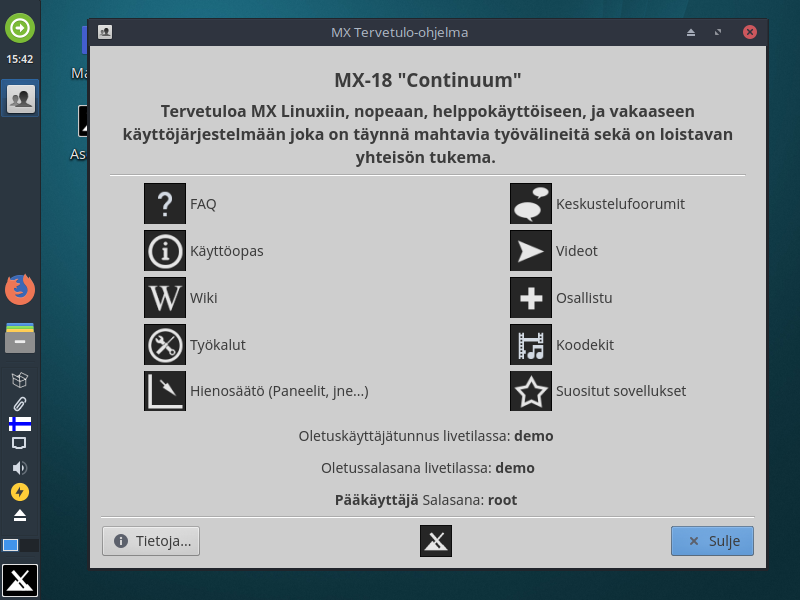 MX Tervetulo-ohjelma
15:42
Ma
As
MX-18 "Continuum"
Tervetuloa MX Linuxiin, nopeaan, helppokäyttöiseen, ja vakaaseen
käyttöjärjestelmään joka on täynnä mahtavia työvälineitä sekä on loistavan
yhteisön tukema.
FAQ
Keskustelufoorumit
Käyttöopas
Videot
Wiki
Osallistu
Työkalut
Koodekit
Hienosäätö (Paneelit, jne...)
Suositut sovellukset
Oletuskäyttäjätunnus livetilassa: demo
Oletussalasana livetilassa: demo
Pääkäyttäjä Salasana: root
Tietoja...
Sulje